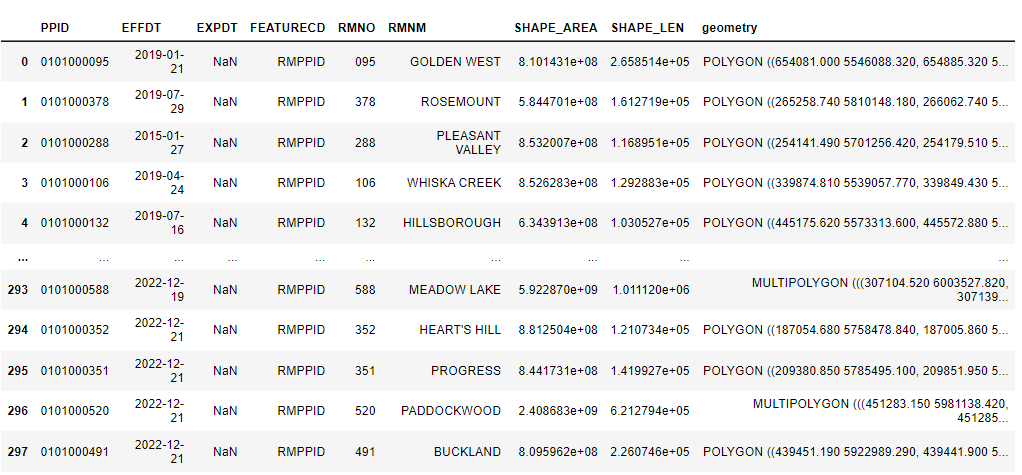 PPID EFFDT EXPDT FEATURECD RMNO RMNM SHAPE_AREA SHAPE_LEN geometry
0 0101000095 2019-01-21 NaN RMPPID 095 GOLDEN WEST 8.101431e+08 2.658514e+05 POLYGON ((654081.000 5546088.320, 654885.320 5...
1 0101000378 2019-07-29 NaN RMPPID 378 ROSEMOUNT 5.844701e+08 1.612719e+05 POLYGON ((265258.740 5810148.180, 266062.740 5...
2 0101000288 2015-01-27 NaN RMPPID 288 PLEASANT VALLEY 8.532007e+08 1.168951e+05 POLYGON ((254141.490 5701256.420, 254179.510 5...
3 0101000106 2019-04-24 NaN RMPPID 106 WHISKA CREEK 8.526283e+08 1.292883e+05 POLYGON ((339874.810 5539057.770, 339849.430 5...
4 0101000132 2019-07-16 NaN RMPPID 132 HILLSBOROUGH 6.343913e+08 1.030527e+05 POLYGON ((445175.620 5573313.600, 445572.880 5...
... ... ... ... ... ... ... ... ... ...
293 0101000588 2022-12-19 NaN RMPPID 588 MEADOW LAKE 5.922870e+09 1.011120e+06 MULTIPOLYGON (((307104.520 6003527.820, 307139...
294 0101000352 2022-12-21 NaN RMPPID 352 HEART'S HILL 8.812504e+08 1.210734e+05 POLYGON ((187054.680 5758478.840, 187005.860 5...
295 0101000351 2022-12-21 NaN RMPPID 351 PROGRESS 8.441731e+08 1.419927e+05 POLYGON ((209380.850 5785495.100, 209851.950 5...
296 0101000520 2022-12-21 NaN RMPPID 520 PADDOCKWOOD 2.408683e+09 6.212794e+05 MULTIPOLYGON (((451283.150 5981138.420, 451285...
297 0101000491 2022-12-21 NaN RMPPID 491 BUCKLAND 8.095962e+08 2.260746e+05 POLYGON ((439451.190 5922989.290, 439441.900 5...